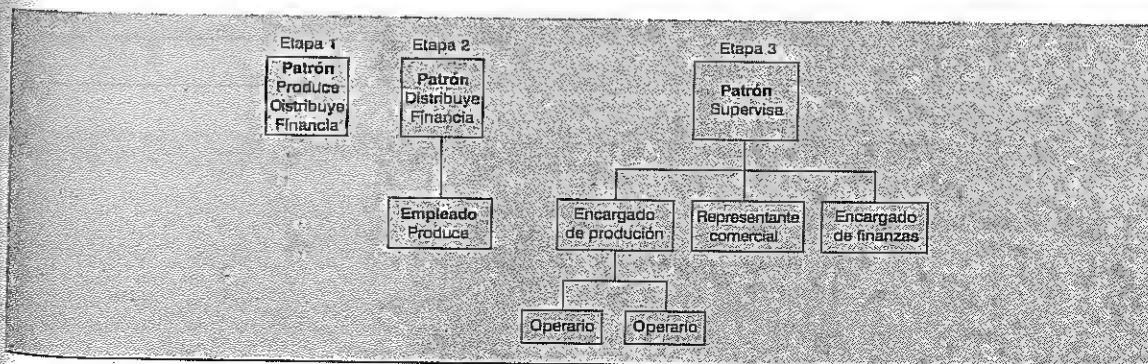 Etapa 1
Patrón
Produce
Distribuye
Financia
Etapa 2
Patrón
Distribuye
Financia
Empleado
Produce
Etapa 3
Patrón
Supervisa
Encargado
de produción
Representante
comercial
Encargado
de finanzas
Operario
Operario